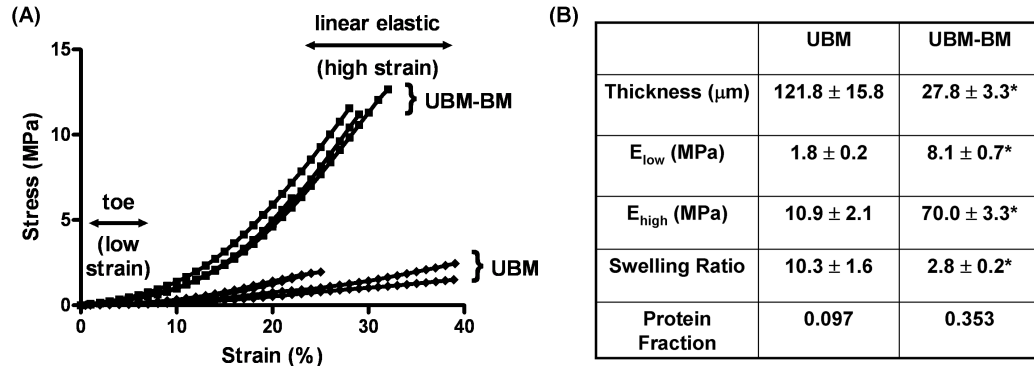 (A)
linear elastic
(high strain)
UBM-BM
toe
(low
strain)
UBM
Stress (MPa)
15
10
5
0
0
10
20
30
40
Strain (%)
(B)
UBM UBM-BM
Thickness (μm) 121.8 ± 15.8 27.8 ± 3.3*
Elow (MPa) 1.8 ± 0.2 8.1 ± 0.7*
Ehigh (MPa) 10.9 ± 2.1 70.0 ± 3.3*
Swelling Ratio 10.3 ± 1.6 2.8 ± 0.2*
Protein
Fraction 0.097 0.353